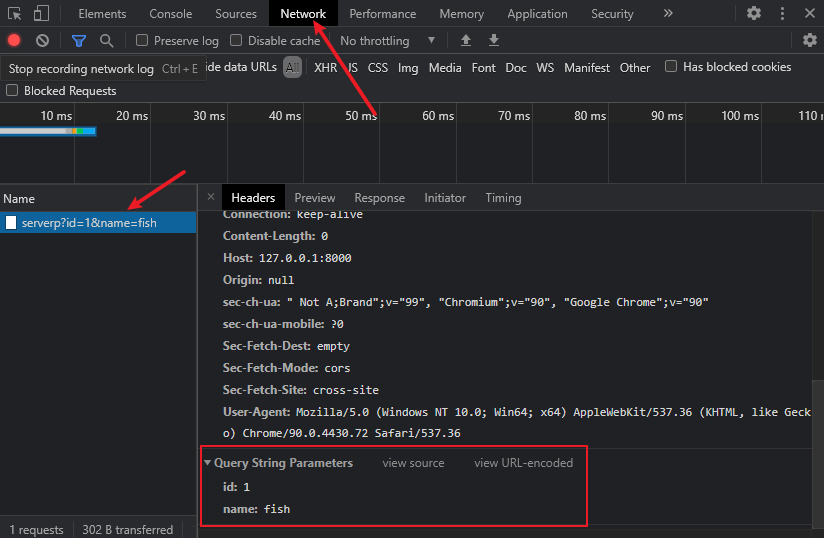 Elements Console Sources Network Performance Memory Application Security »
Preserve log Disable cache No throttling
Stop recording network log Ctrl + E
ide data URLs All XHR JS CSS Img Media Font Doc WS Manifest Other Has blocked cookies
Blocked Requests
10 ms 20 ms 30 ms 40 ms 50 ms 60 ms 70 ms 80 ms 90 ms 100 ms 110
Name
serverp?id=1&name=fish
× Headers Preview Response Initiator Timing
Connection: keep-alive
Content-Length: 0
Host: 127.0.0.1:8000
Origin: null
sec-ch-ua: " Not A;Brand";v="99", "Chromium";v="90", "Google Chrome";v="90"
sec-ch-ua-mobile: ?0
Sec-Fetch-Dest: empty
Sec-Fetch-Mode: cors
Sec-Fetch-Site: cross-site
User-Agent: Mozilla/5.0 (Windows NT 10.0; Win64; x64) AppleWebKit/537.36 (KHTML, like Geck
o) Chrome/90.0.4430.72 Safari/537.36
Query String Parameters view source view URL-encoded
id: 1
name: fish
1 requests 302 B transferred